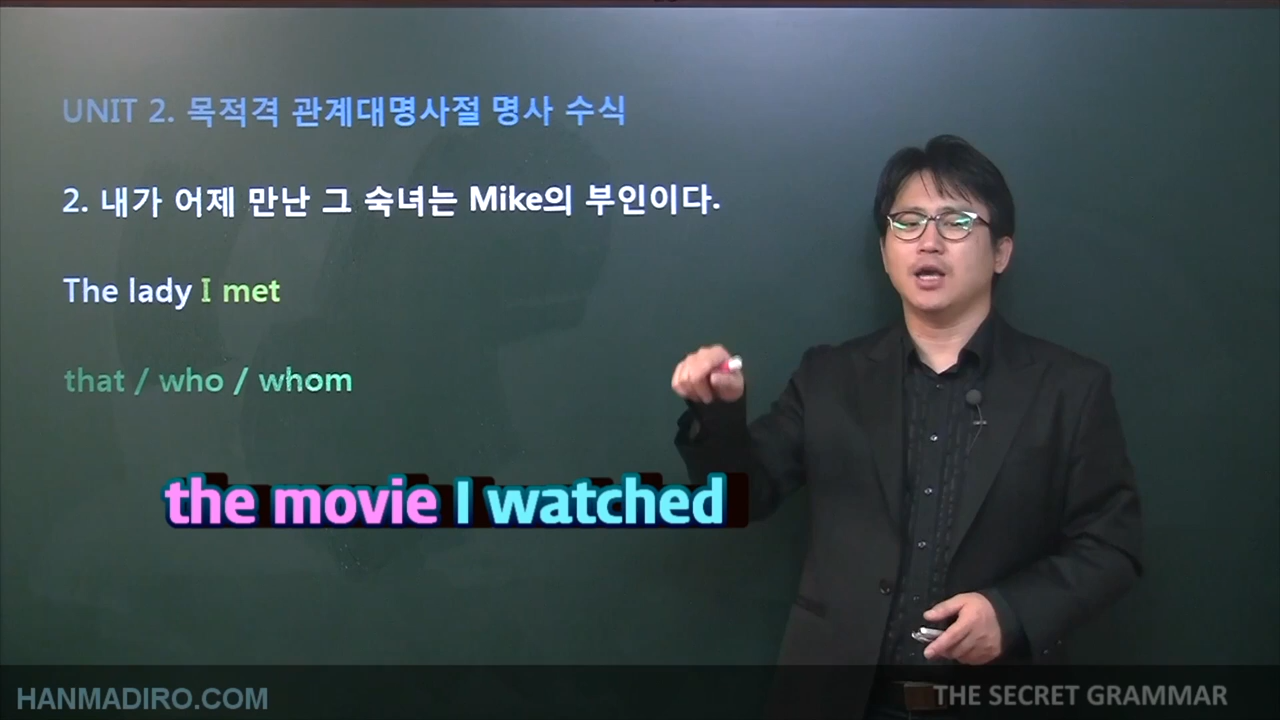 UNIT 2. 목적격 관계대명사절 명사 수식
2. 내가 어제 만난 그 숙녀는 Mike의 부인이다.
The lady I met
that / who / whom
the movie I watched
HANMADIRO.COM
THE SECRET GRAMMAR